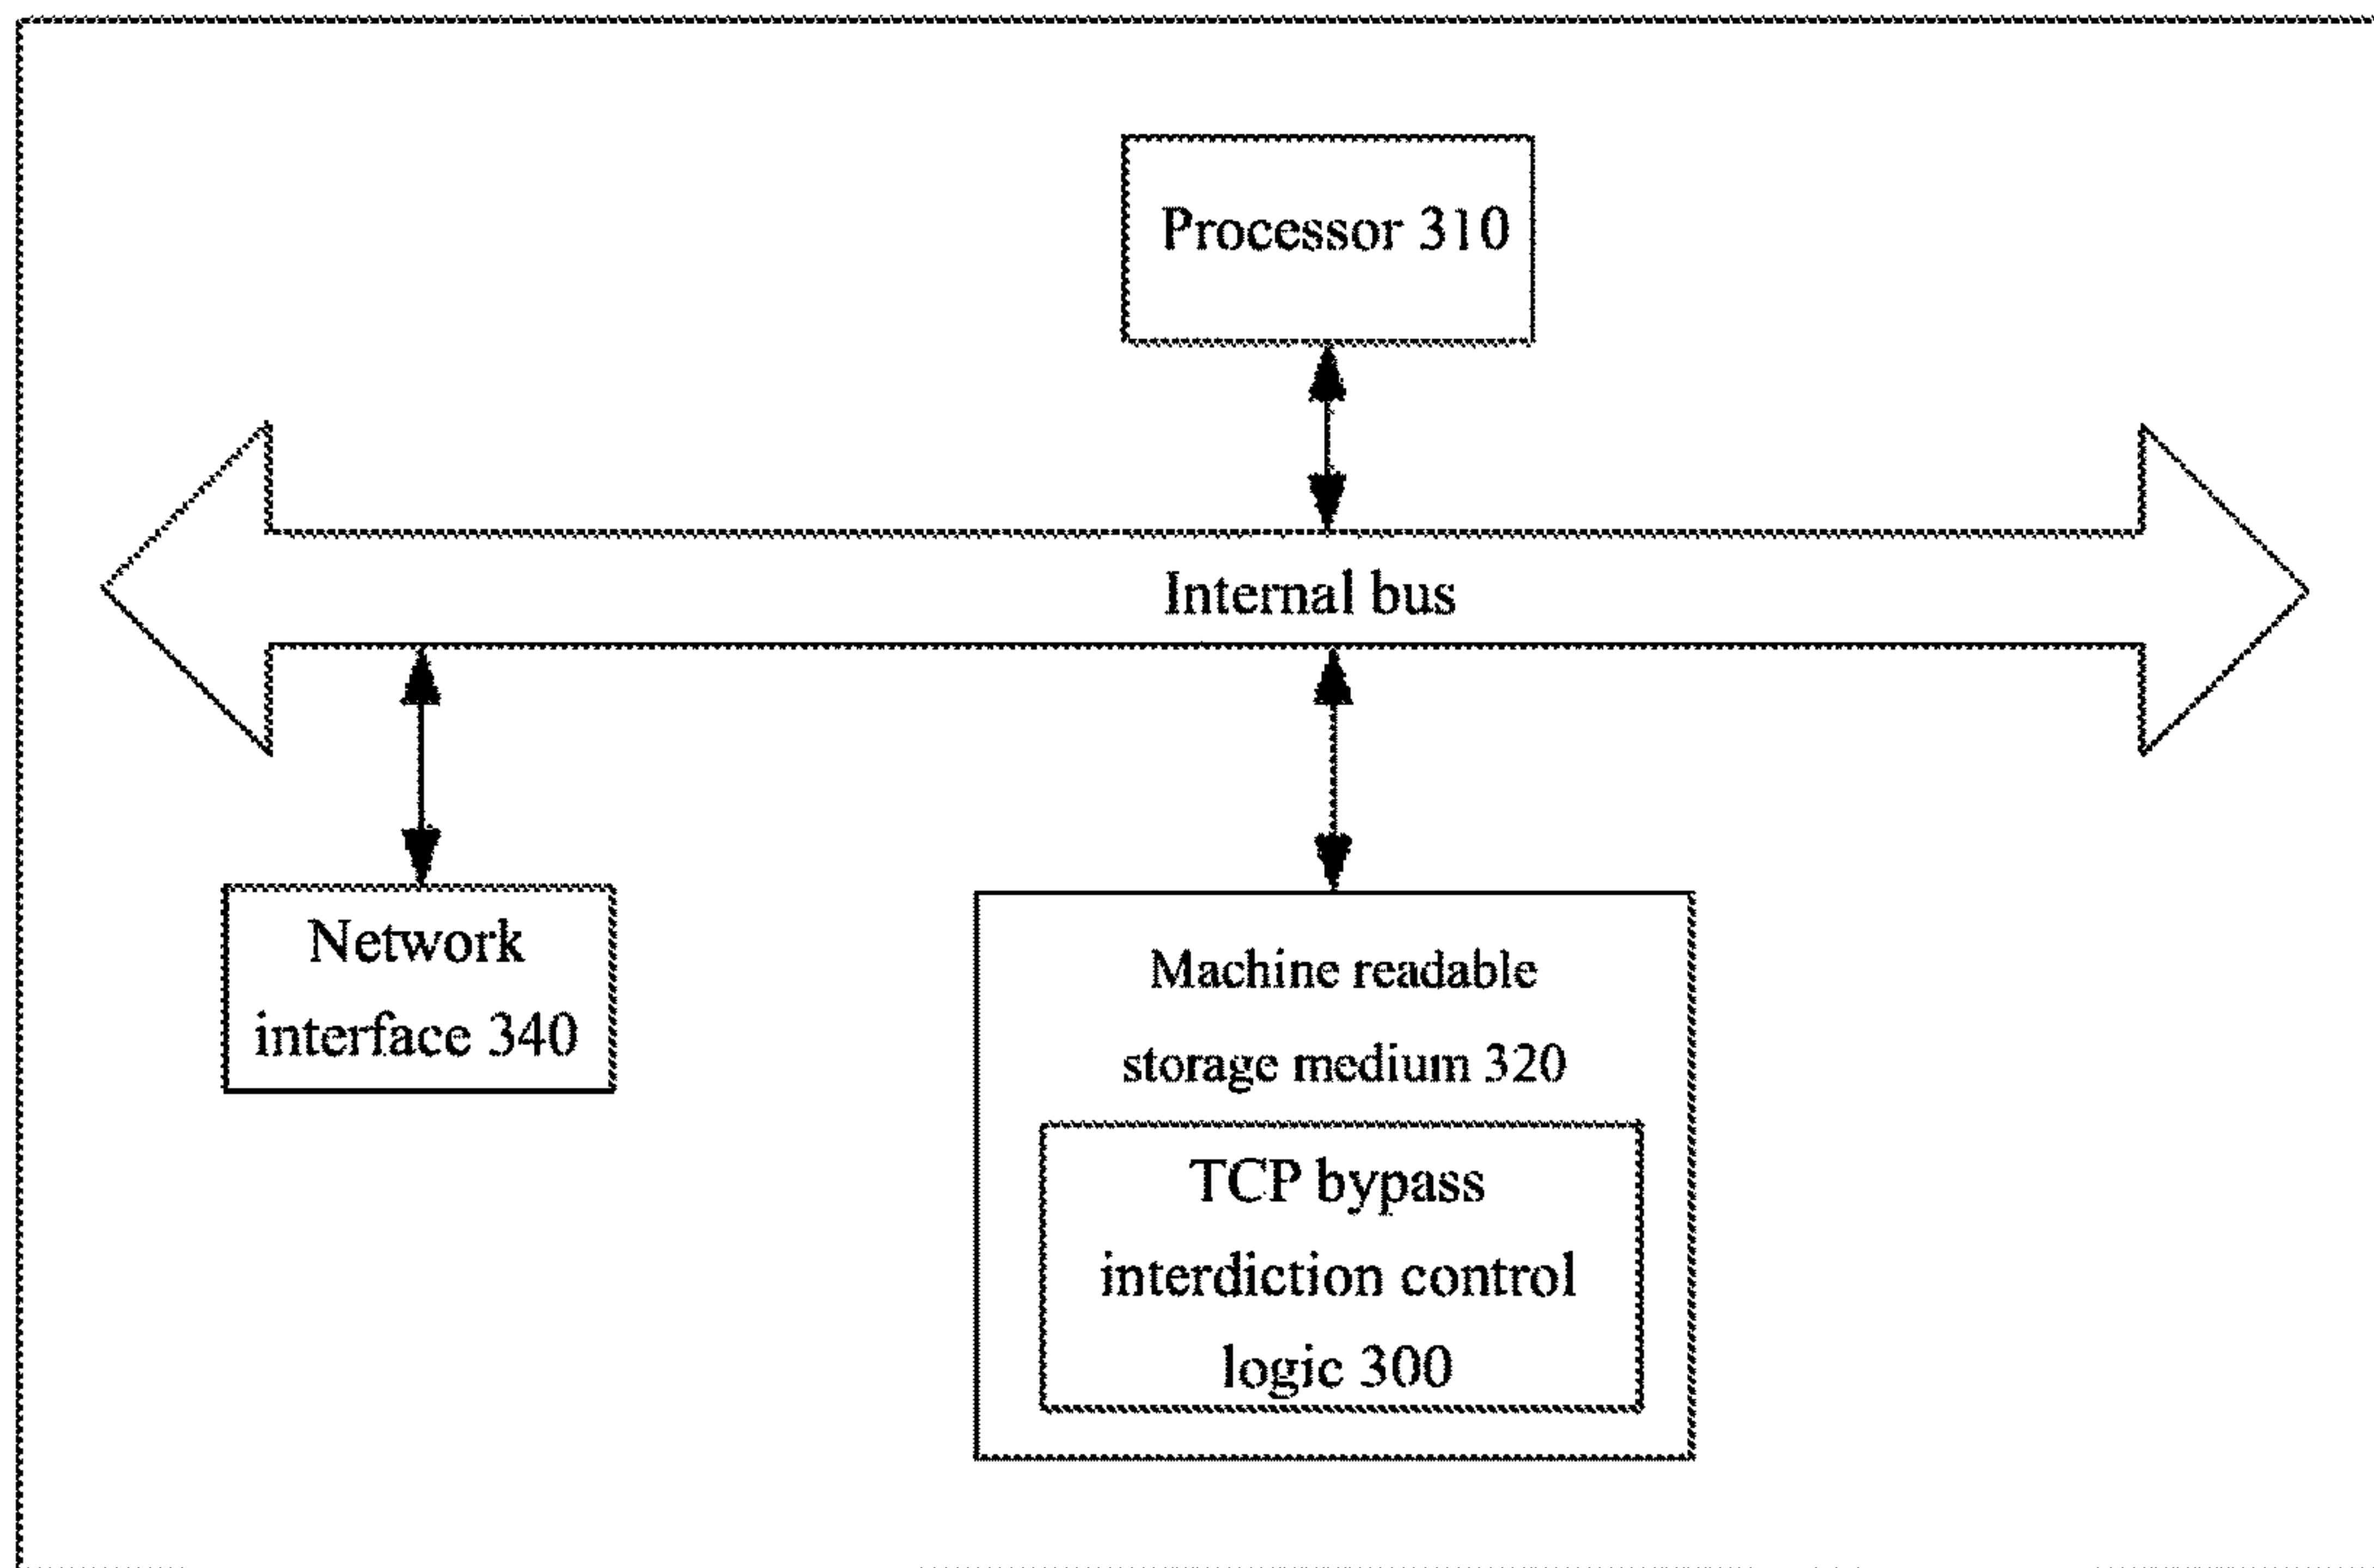 Processor 310
Internal bus
Network
interface 340
Machine readable
storage medium 320
TCP bypass
interdiction control
logic 300